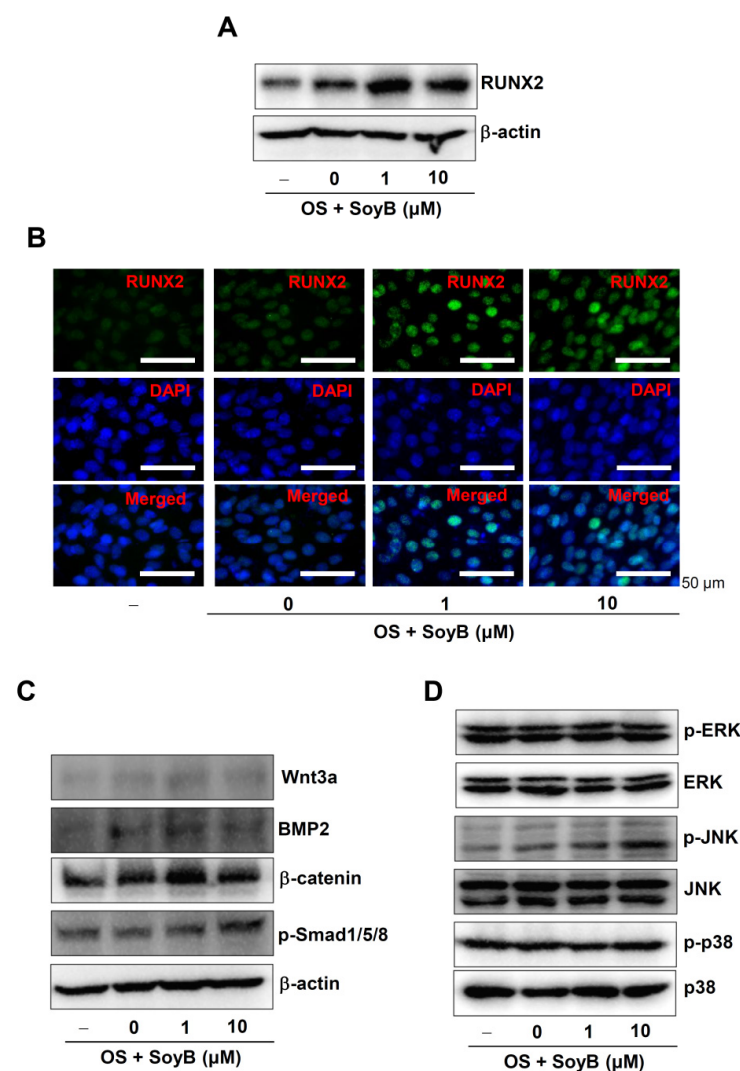 A
RUNX2
β-actin
– 0 1 10
OS + SoyB (µM)
B
RUNX2 RUNX2 RUNX2 RUNX2
DAPI DAPI DAPI DAPI
Merged Merged Merged Merged
50 µm
– 0 1 10
OS + SoyB (µM)
C
Wnt3a
BMP2
β-catenin
p-Smad1/5/8
β-actin
– 0 1 10
OS + SoyB (µM)
D
p-ERK
ERK
p-JNK
JNK
p-p38
p38
– 0 1 10
OS + SoyB (µM)